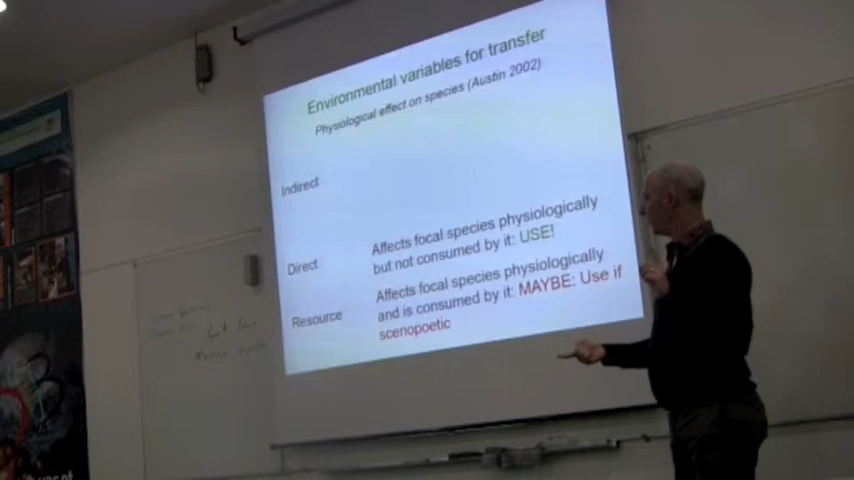 Environmental variables for transfer
Physiological effect on species (Austin 2002)
Indirect
Direct
Affects focal species physiologically
but not consumed by it: USE!
Resource
Affects focal species physiologically
and is consumed by it: MAYBE: Use if
scenopoetic